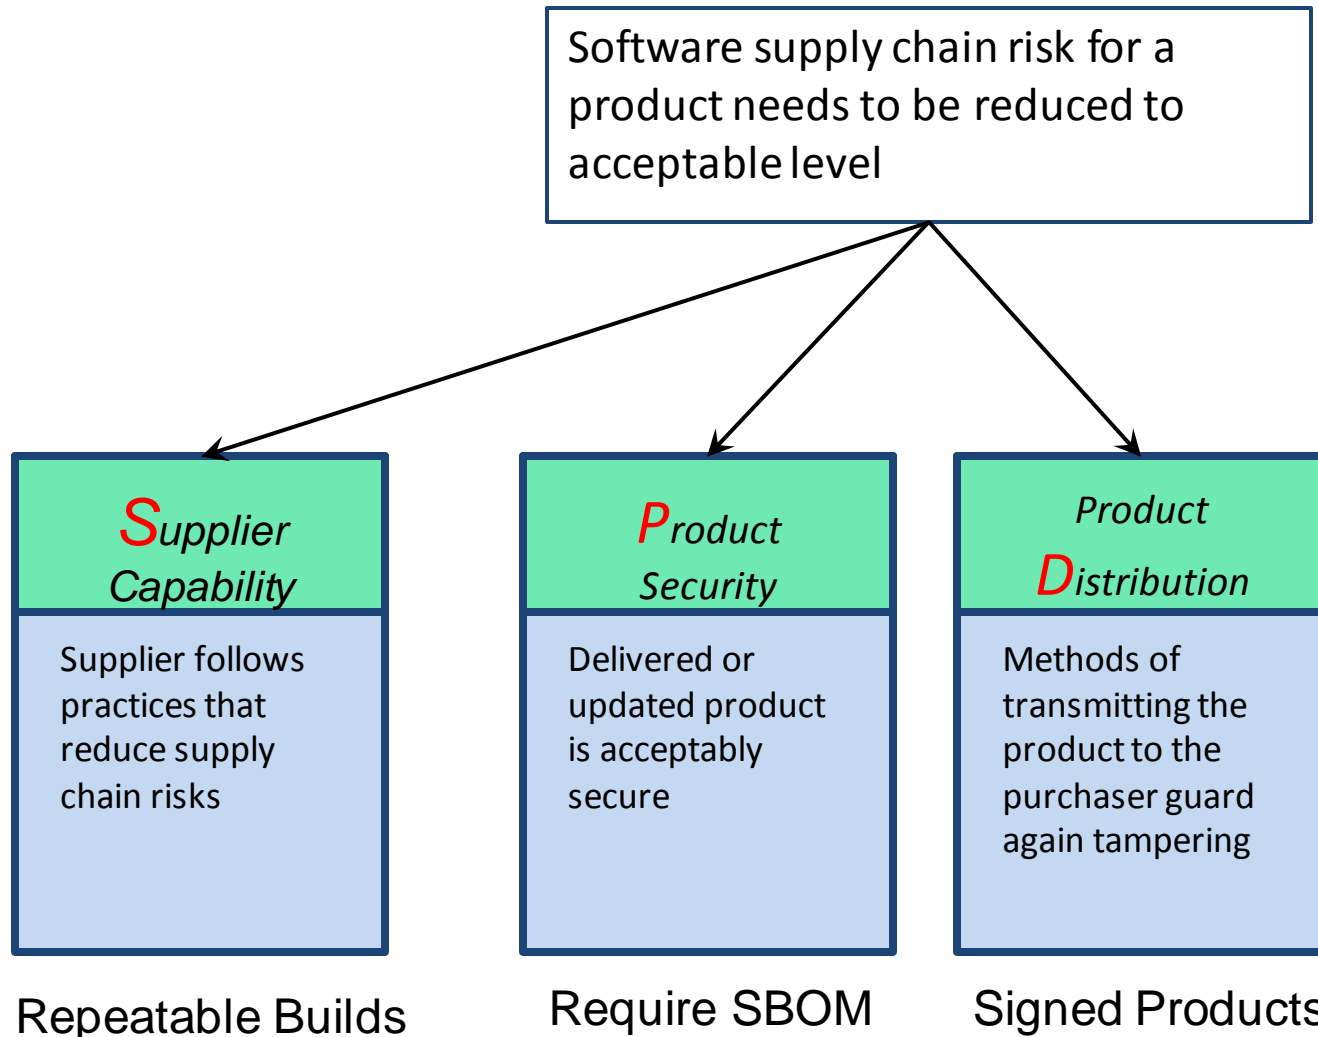 Software supply chain risk for a
product needs to be reduced to
acceptable level
Supplier
Capability
Supplier follows
practices that
reduce supply
chain risks
Repeatable Builds
Product
Security
Delivered or
updated product
is acceptably
secure
Require SBOM
Product
Distribution
Methods of
transmitting the
product to the
purchaser guard
again tampering
Signed Products